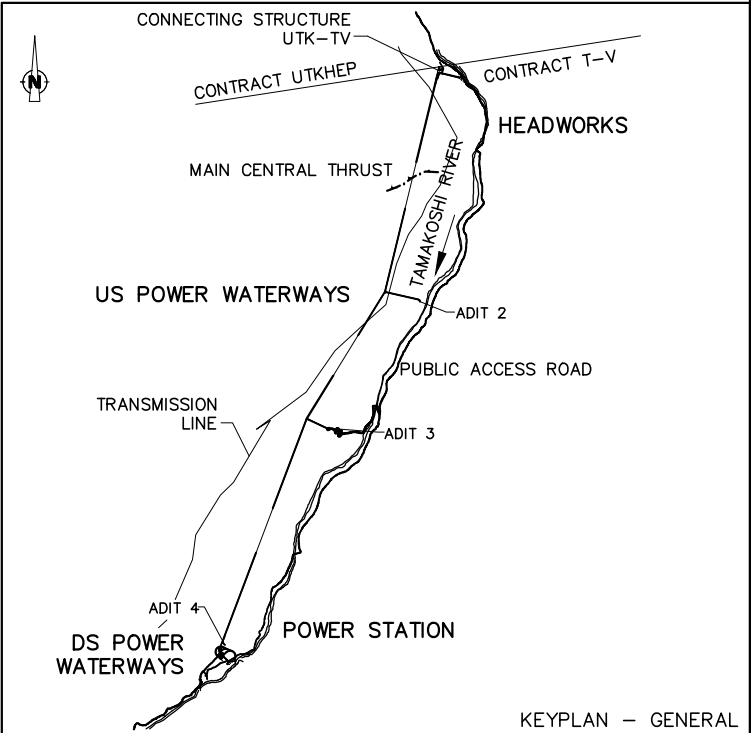 CONNECTING STRUCTURE
UTK-TV
N
CONTRACT UTKHEP
CONTRACT T-V
HEADWORKS
MAIN CENTRAL THRUST
TAMAKOSHI RIVER
US POWER WATERWAYS
ADIT 2
PUBLIC ACCESS ROAD
TRANSMISSION
LINE
ADIT 3
ADIT 4
POWER STATION
DS POWER
WATERWAYS
KEYPLAN - GENERAL